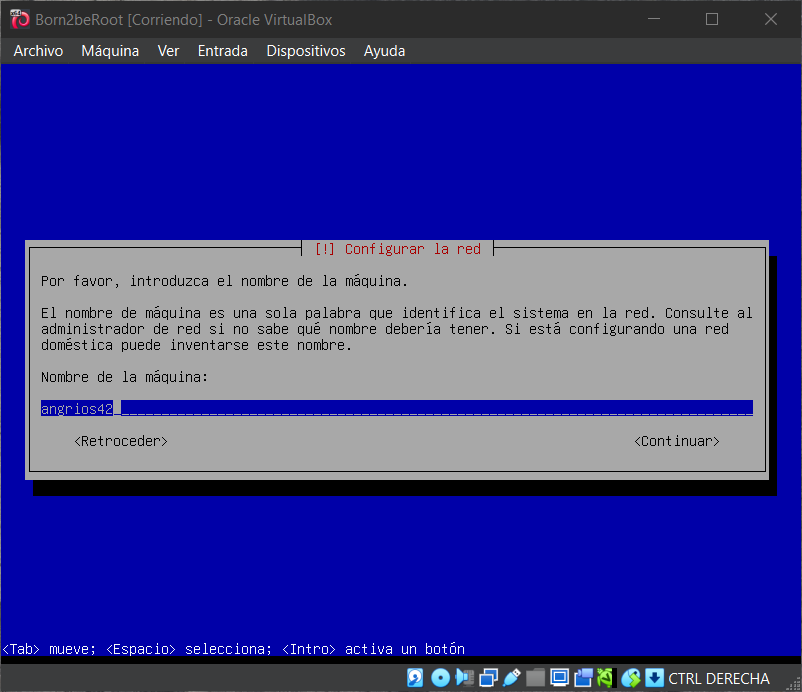 Born2beRoot [Corriendo] - Oracle VirtualBox
Archivo Máquina Ver Entrada Dispositivos Ayuda
[!] Configurar la red
Por favor, introduzca el nombre de la máquina.
El nombre de máquina es una sola palabra que identifica el sistema en la red. Consulte al
administrador de red si no sabe qué nombre debería tener. Si está configurando una red
doméstica puede inventarse este nombre.
Nombre de la máquina:
angrios42
<Retroceder> <Continuar>
<Tab> mueve; <Espacio> selecciona; <Intro> activa un botón
CTRL DERECHA